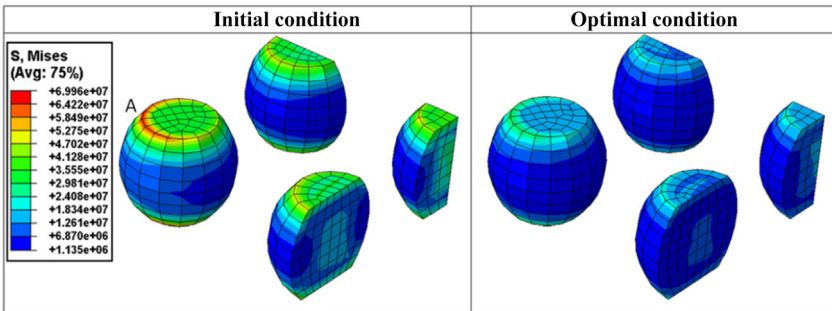 Initial condition
Optimal condition
S, Mises
(Avg: 75%)
+6.996e+07
+6.422e+07
+5.849e+07
+5.275e+07
+4.702e+07
+4.128e+07
+3.555e+07
+2.981e+07
+2.408e+07
+1.834e+07
+1.261e+07
+6.870e+06
+1.135e+06
A